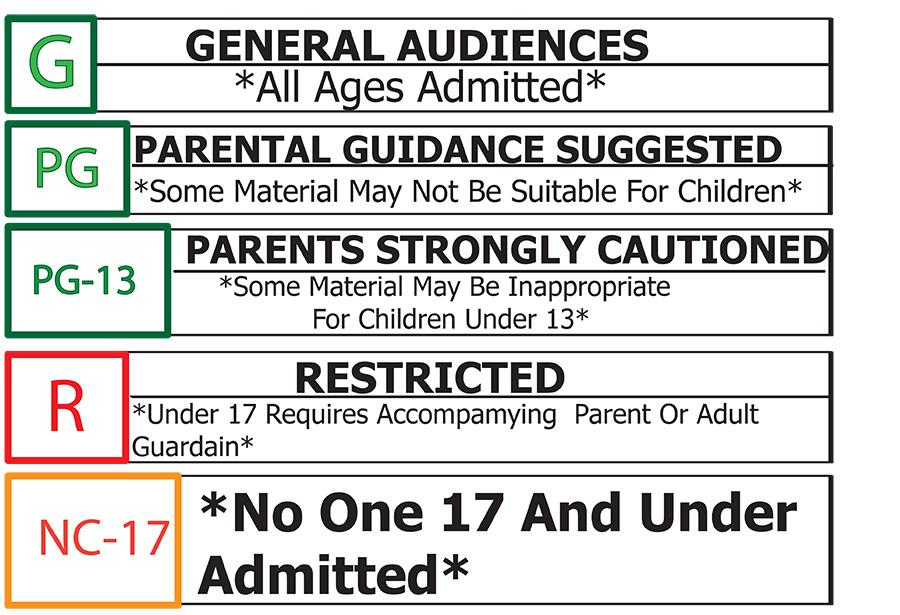 G
GENERAL AUDIENCES
*All Ages Admitted*
PG
PARENTAL GUIDANCE SUGGESTED
*Some Material May Not Be Suitable For Children*
PG-13
PARENTS STRONGLY CAUTIONED
*Some Material May Be Inappropriate
For Children Under 13*
R
RESTRICTED
*Under 17 Requires Accompamying Parent Or Adult
Guardain*
NC-17
*No One 17 And Under
Admitted*